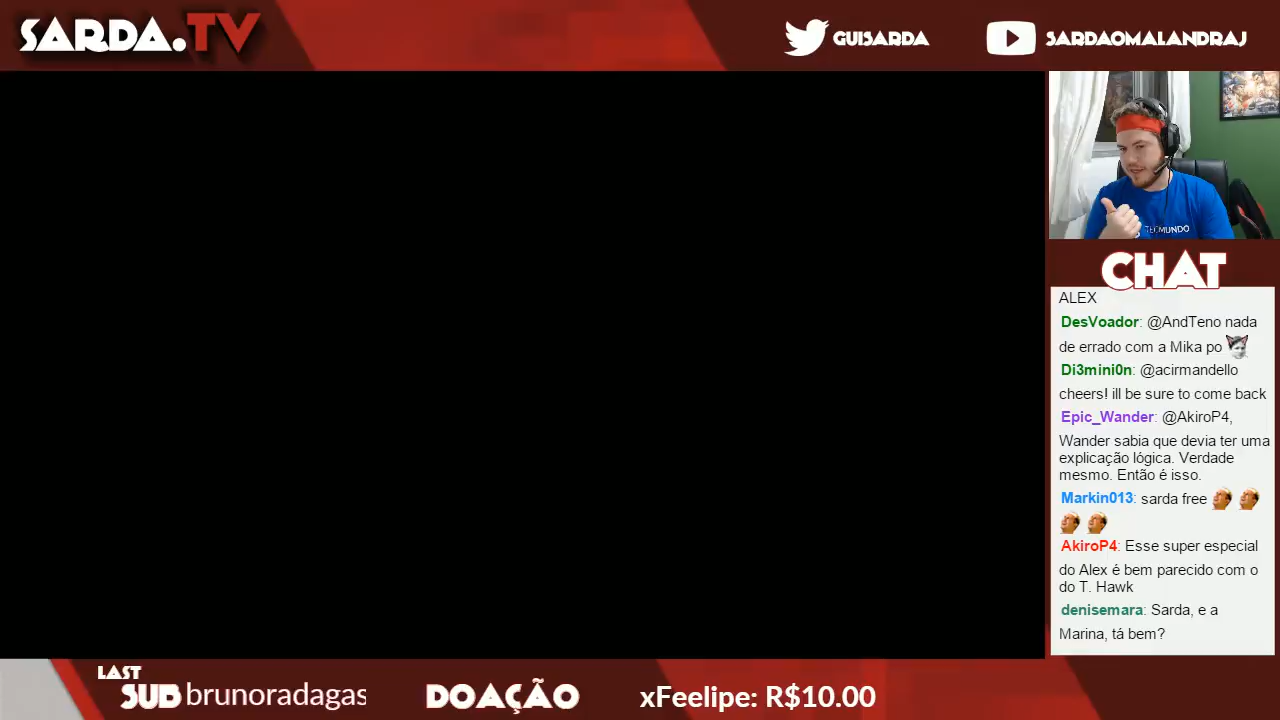 SARDA.TV
GUISARDA
SARDAOMALANDRAJ
TECMUNDO
CHAT
ALEX
DesVoador: @AndTeno nada
de errado com a Mika po
Di3mini0n: @acirmandello
cheers! ill be sure to come back
Epic_Wander: @AkiroP4,
Wander sabia que devia ter uma
explicação lógica. Verdade
mesmo. Então é isso.
Markin013: sarda free
AkiroP4: Esse super especial
do Alex é bem parecido com o
do T. Hawk
denisemara: Sarda, e a
Marina, tá bem?
LAST
SUB brunoradagas
DOAÇÃO
xFeelipe: R$10.00